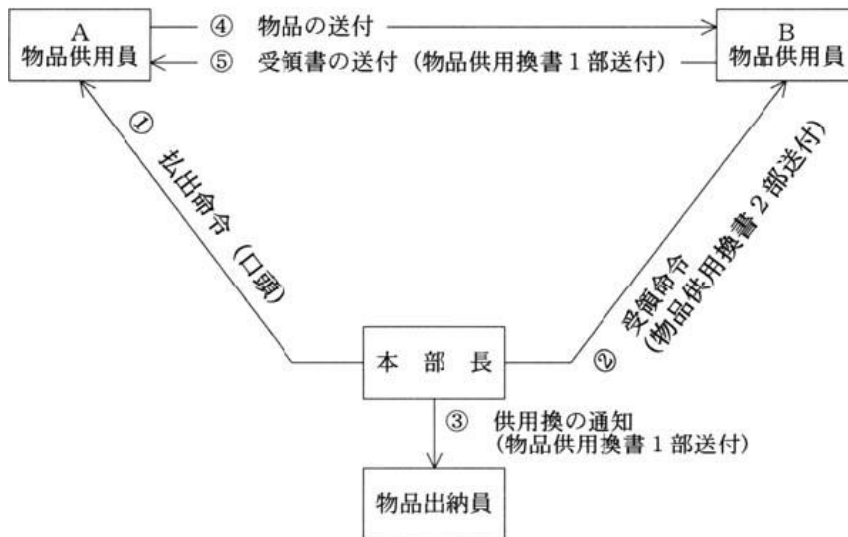 A
物品供用員
④ 物品の送付
⑤ 受領書の送付(物品供用換書1部送付)
B
物品供用員
① 払出命令(口頭)
② 受領命令
(物品供用換書2部送付)
本部長
③ 供用換の通知
(物品供用換書1部送付)
物品出納員